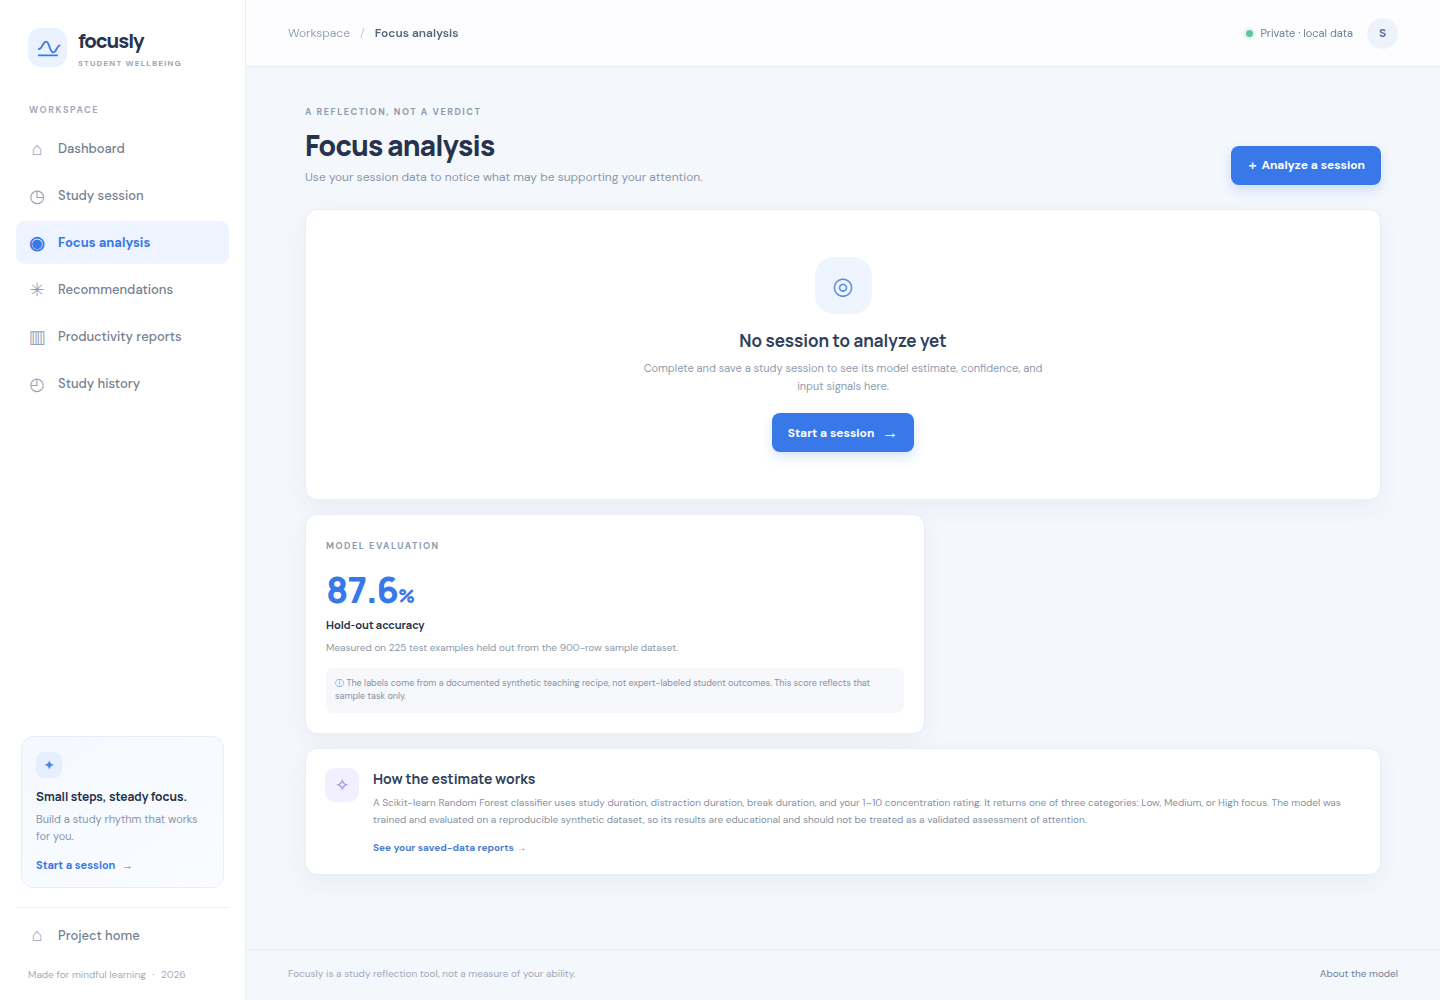 focusly
STUDENT WELLBEING
WORKSPACE
Dashboard
Study session
Focus analysis
Recommendations
Productivity reports
Study history
Small steps, steady focus.
Build a study rhythm that works
for you.
Start a session →
Project home
Made for mindful learning · 2026
Workspace / Focus analysis
Private · local data
S
A REFLECTION, NOT A VERDICT
Focus analysis
Use your session data to notice what may be supporting your attention.
+ Analyze a session
No session to analyze yet
Complete and save a study session to see its model estimate, confidence, and
input signals here.
Start a session →
MODEL EVALUATION
87.6%
Hold-out accuracy
Measured on 225 test examples held out from the 900-row sample dataset.
ⓘ The labels come from a documented synthetic teaching recipe, not expert-labeled student outcomes. This score reflects that
sample task only.
How the estimate works
A Scikit-learn Random Forest classifier uses study duration, distraction duration, break duration, and your 1–10 concentration rating. It returns one of three categories: Low, Medium, or High focus. The model was
trained and evaluated on a reproducible synthetic dataset, so its results are educational and should not be treated as a validated assessment of attention.
See your saved-data reports →
Focusly is a study reflection tool, not a measure of your ability.
About the model